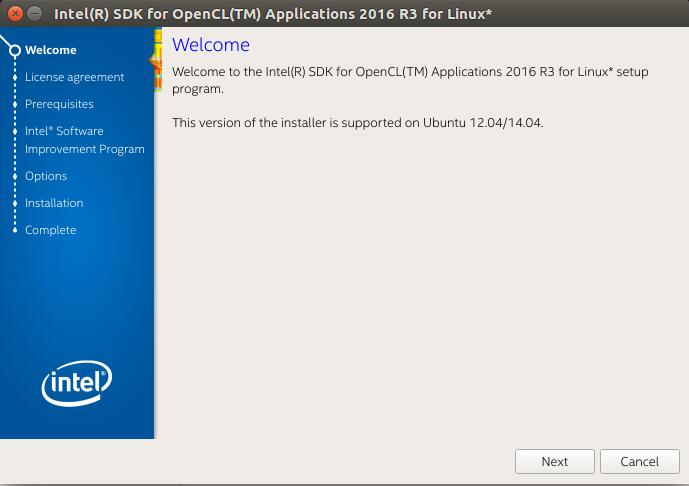 Intel(R) SDK for OpenCL(TM) Applications 2016 R3 for Linux*
Welcome
License agreement
Prerequisites
Intel® Software
Improvement Program
Options
Installation
Complete
intel
Welcome
Welcome to the Intel(R) SDK for OpenCL(TM) Applications 2016 R3 for Linux* setup
program.
This version of the installer is supported on Ubuntu 12.04/14.04.
Next
Cancel